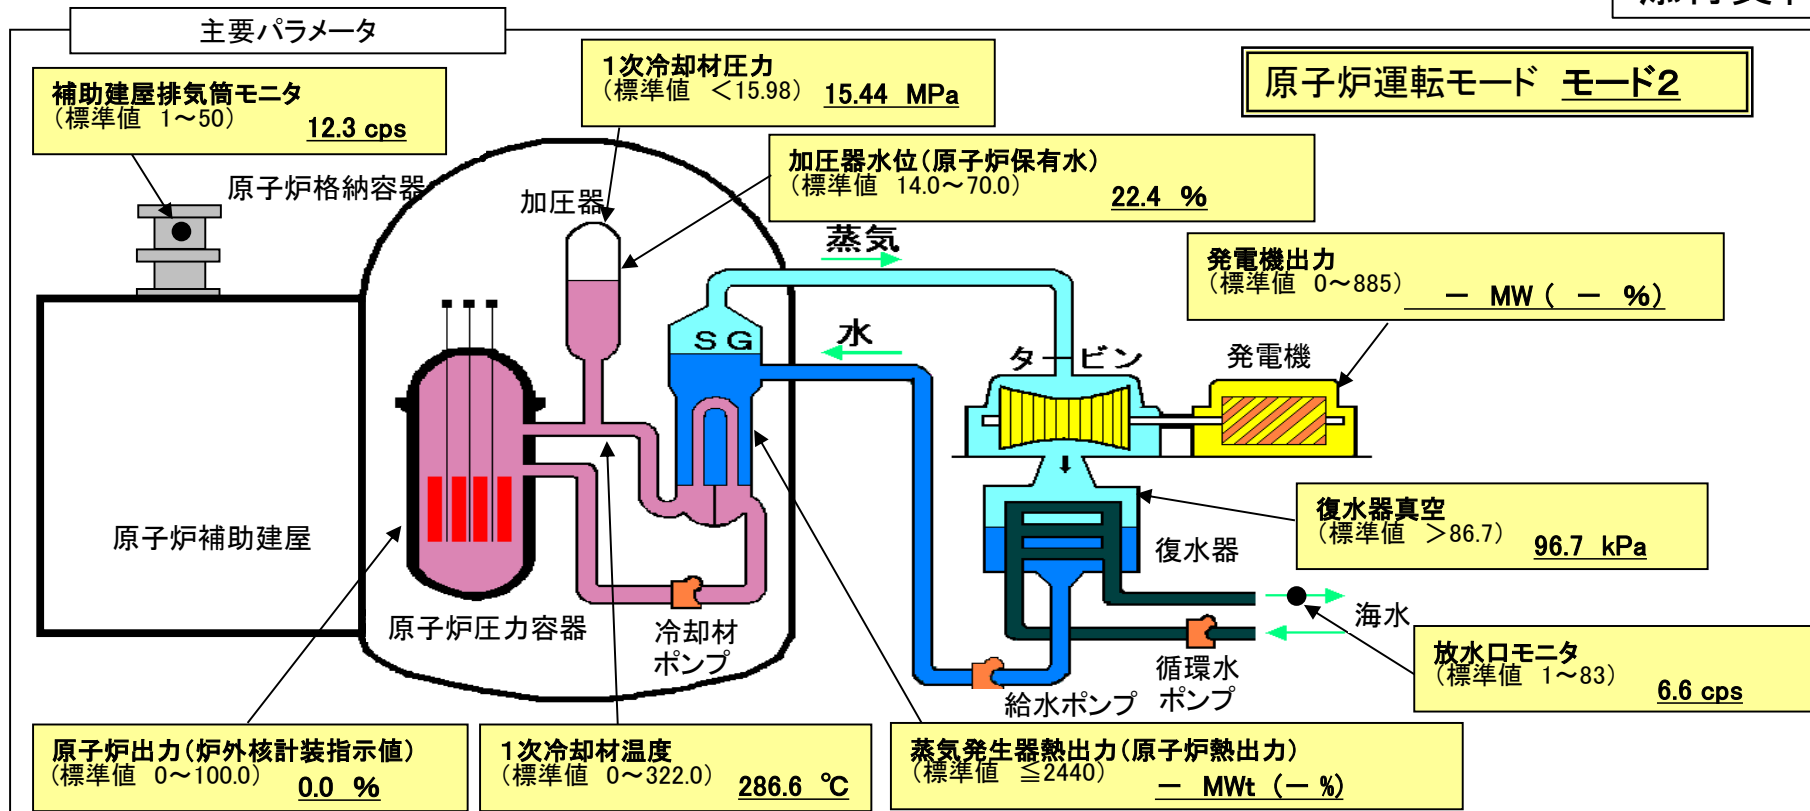 主要パラメータ
補助建屋排気筒モニタ
(標準値 1～50)
12.3 cps
1次冷却材圧力
(標準値 ＜15.98)
15.44 MPa
原子炉運転モード モード2
加圧器水位(原子炉保有水)
(標準値 14.0～70.0)
22.4 %
原子炉格納容器
加圧器
蒸気
発電機出力
(標準値 0～885)
－ MW ( － %)
SG
水
タービン
発電機
原子炉補助建屋
復水器真空
(標準値 ＞86.7)
96.7 kPa
復水器
原子炉圧力容器
冷却材
ポンプ
海水
循環水
ポンプ
給水ポンプ
放水口モニタ
(標準値 1～83)
6.6 cps
原子炉出力(炉外核計装指示値)
(標準値 0～100.0)
0.0 %
1次冷却材温度
(標準値 0～322.0)
286.6 ℃
蒸気発生器熱出力(原子炉熱出力)
(標準値 ≦2440)
－ MWt (－ %)